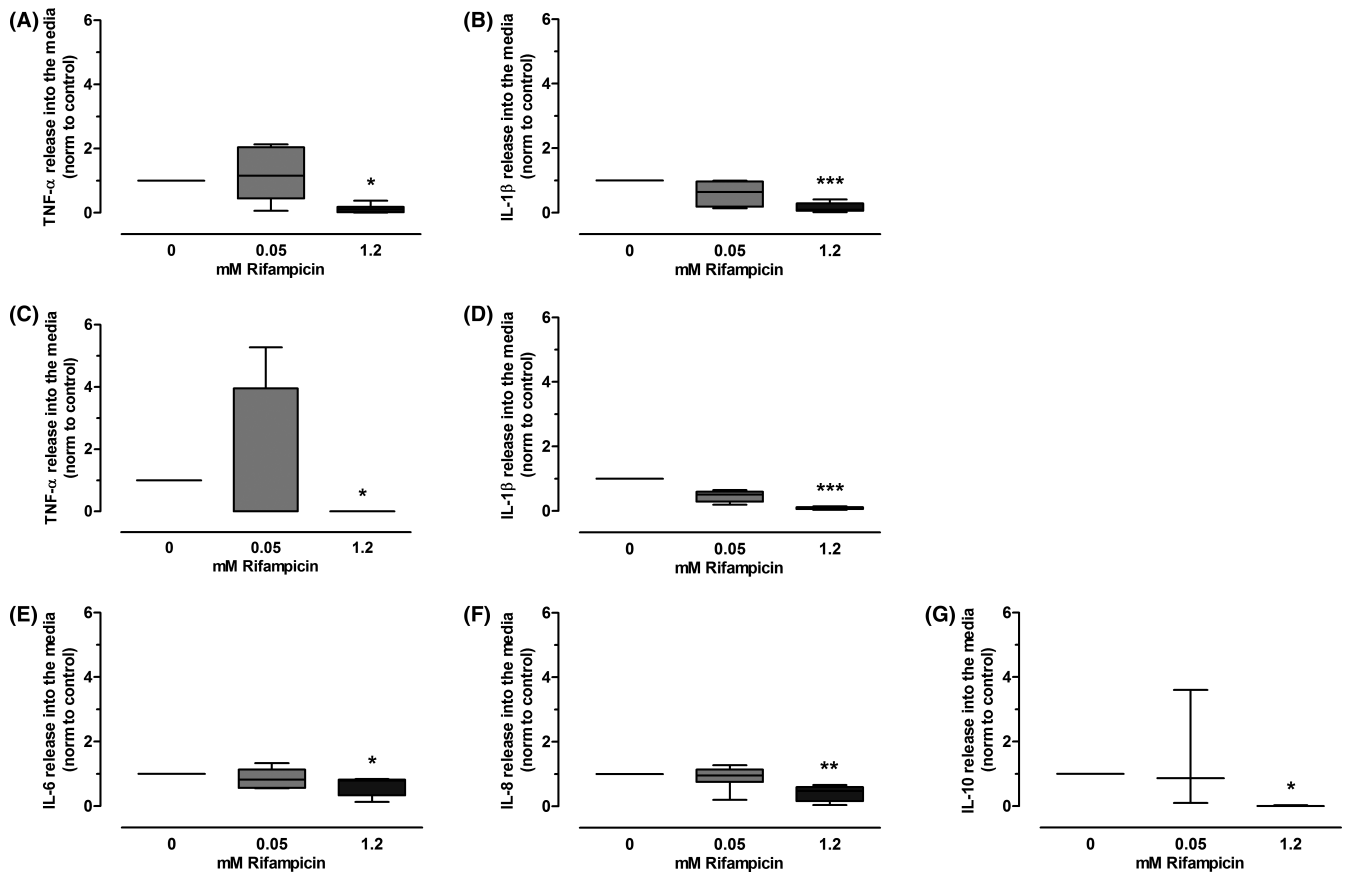 (A)
TNF-α release into the media
(norm to control)
6
4
2
0
*
0 0.05 1.2
mM Rifampicin
(B)
IL-1β release into the media
(norm to control)
6
4
2
0
***
0 0.05 1.2
mM Rifampicin
(C)
TNF-α release into the media
(norm to control)
6
4
2
0
*
0 0.05 1.2
mM Rifampicin
(D)
IL-1β release into the media
(norm to control)
6
4
2
0
***
0 0.05 1.2
mM Rifampicin
(E)
IL-6 release into the media
(norm to control)
6
4
2
0
*
0 0.05 1.2
mM Rifampicin
(F)
IL-8 release into the media
(norm to control)
6
4
2
0
**
0 0.05 1.2
mM Rifampicin
(G)
IL-10 release into the media
(norm to control)
6
4
2
0
*
0 0.05 1.2
mM Rifampicin